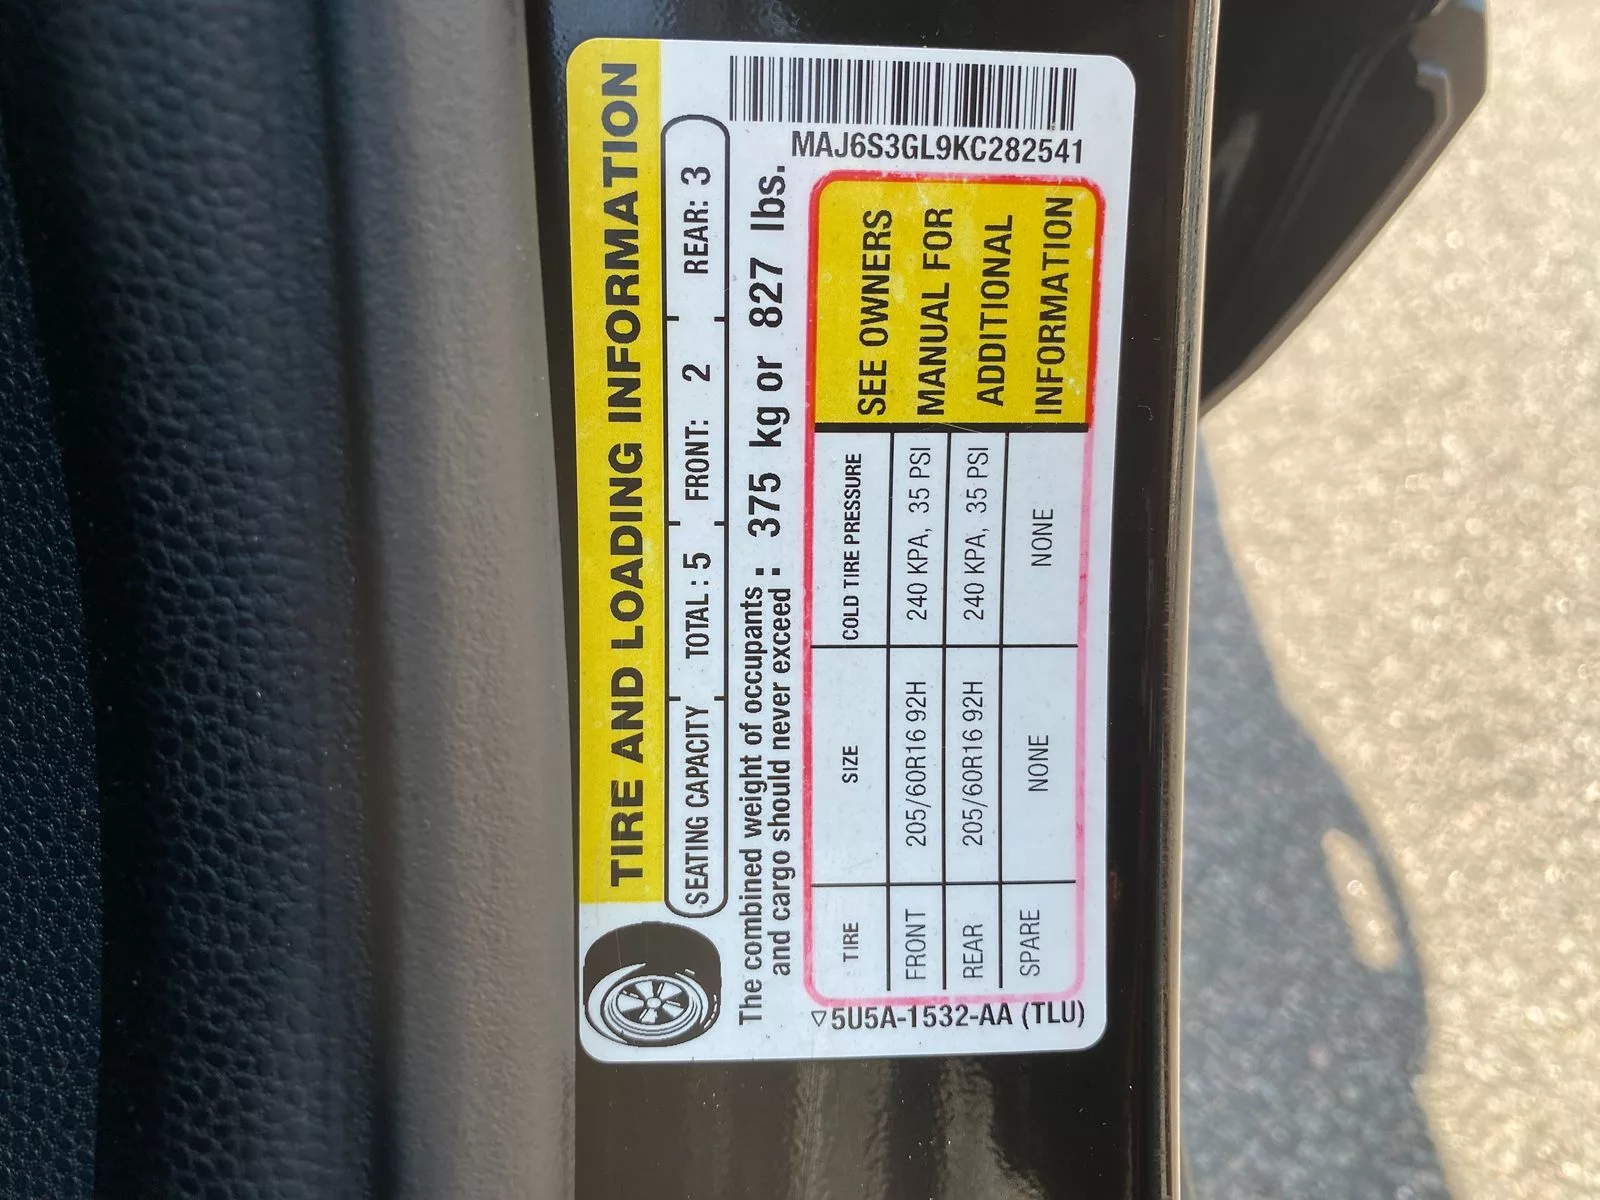 TIRE AND LOADING INFORMATION
SEATING CAPACITY TOTAL : 5 FRONT: 2 REAR: 3
The combined weight of occupants
and cargo should never exceed : 375 kg or 827 lbs.
TIRE SIZE COLD TIRE PRESSURE
FRONT 205/60R16 92H 240 KPA, 35 PSI
REAR 205/60R16 92H 240 KPA, 35 PSI
SPARE NONE NONE
SEE OWNERS
MANUAL FOR
ADDITIONAL
INFORMATION
MAJ6S3GL9KC282541
▽5U5A-1532-AA (TLU)